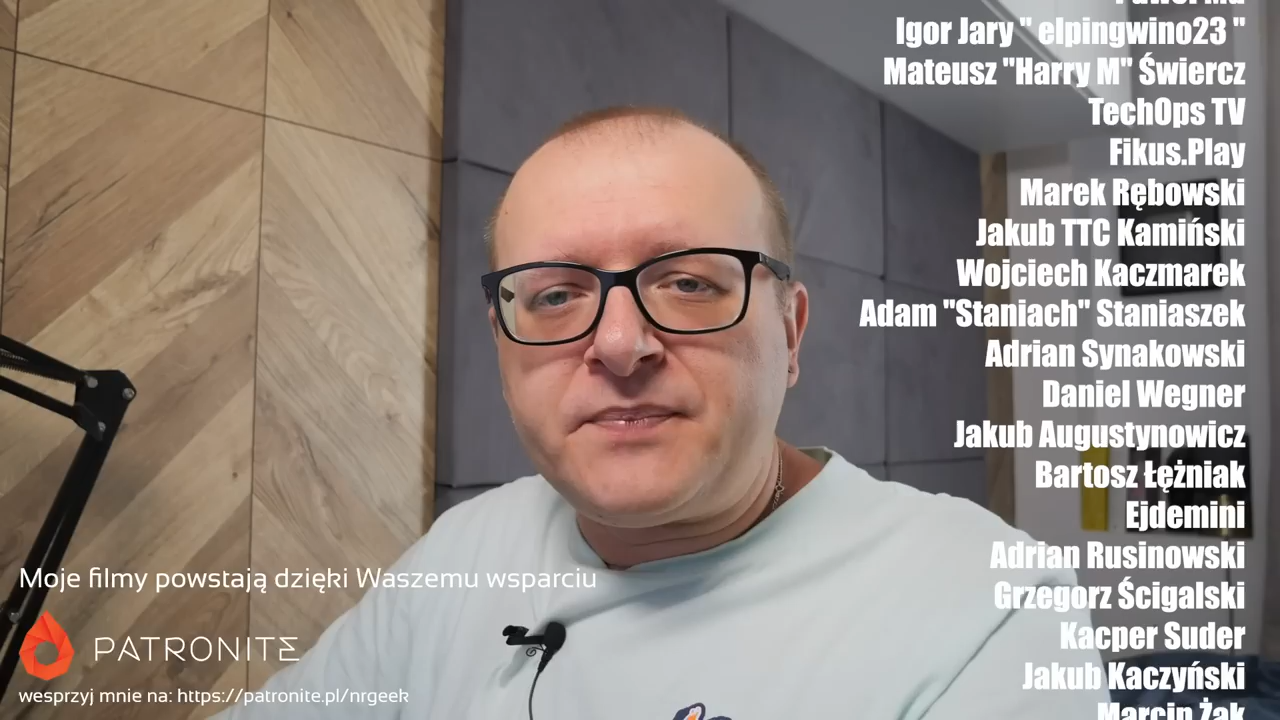 Igor Jary " elpingwino23 "
Mateusz "Harry M" Świercz
TechOps TV
Fikus.Play
Marek Rębowski
Jakub TTC Kamiński
Wojciech Kaczmarek
Adam "Staniach" Staniaszek
Adrian Synakowski
Daniel Wegner
Jakub Augustynowicz
Bartosz Łężniak
Ejdemini
Adrian Rusinowski
Grzegorz Ścigalski
Kacper Suder
Jakub Kaczyński
Marcin Żak
Moje filmy powstają dzięki Waszemu wsparciu
PATRONITE
wesprzyj mnie na: https://patronite.pl/nrgeek